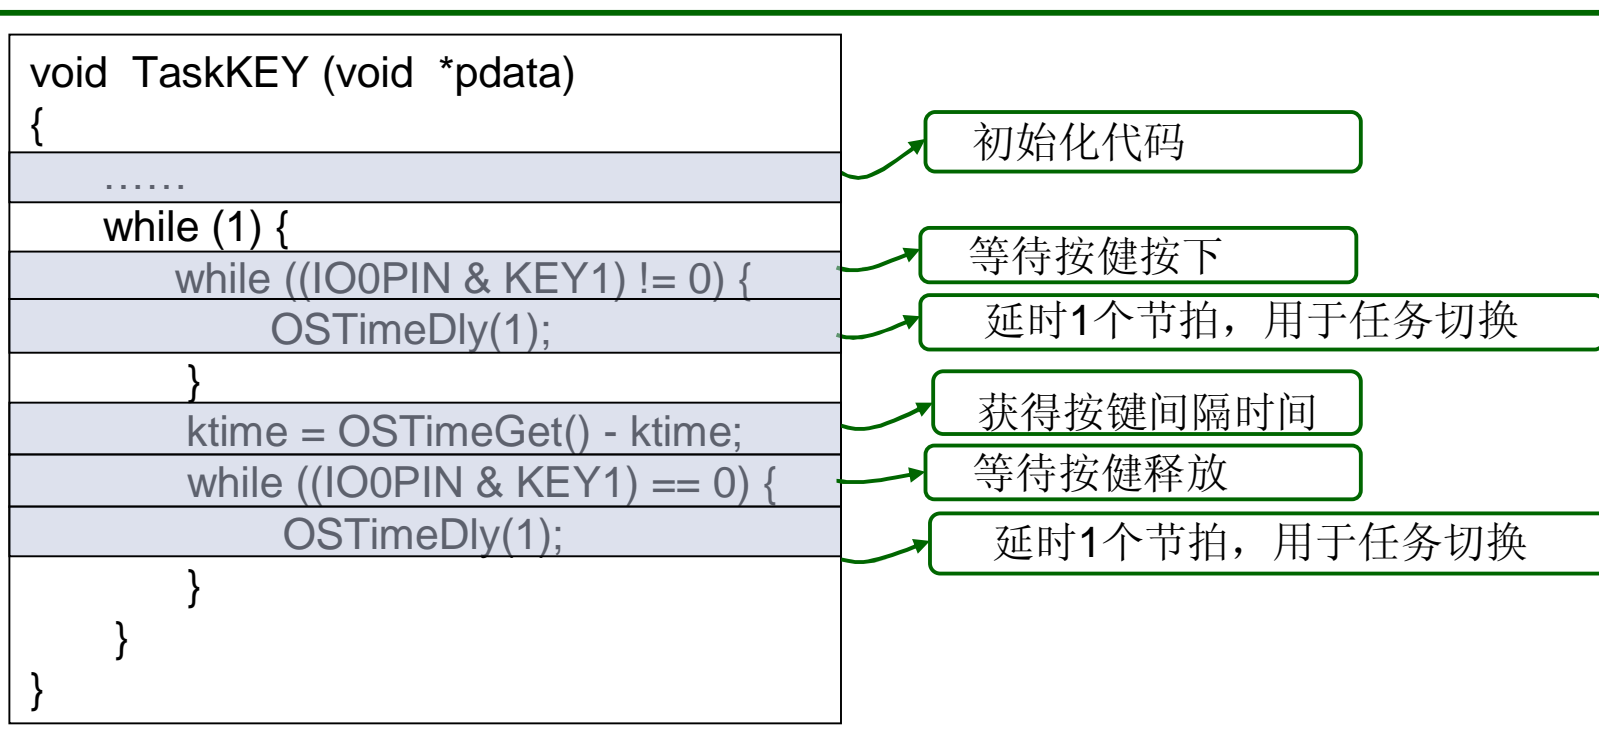 void TaskKEY (void *pdata)
{
……
初始化代码
while (1) {
while ((IO0PIN & KEY1) != 0) {
等待按健按下
OSTimeDly(1);
延时1个节拍，用于任务切换
}
ktime = OSTimeGet() - ktime;
获得按键间隔时间
while ((IO0PIN & KEY1) == 0) {
等待按健释放
OSTimeDly(1);
延时1个节拍，用于任务切换
}
}
}